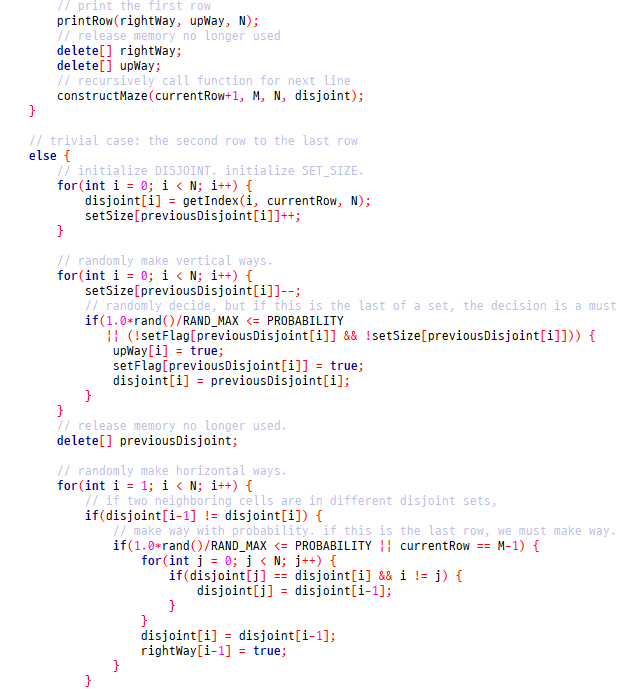 // print the first row
printRow(rightWay, upWay, N);
// release memory no longer used
delete[] rightWay;
delete[] upWay;
// recursively call function for next line
constructMaze(currentRow+1, M, N, disjoint);
}
// trivial case: the second row to the last row
else {
// initialize DISJOINT. initialize SET_SIZE.
for(int i = 0; i < N; i++) {
disjoint[i] = getIndex(i, currentRow, N);
setSize[previousDisjoint[i]]++;
}
// randomly make vertical ways.
for(int i = 0; i < N; i++) {
setSize[previousDisjoint[i]]--;
// randomly decide, but if this is the last of a set, the decision is a must
if(1.0*rand()/RAND_MAX <= PROBABILITY
|| (!setFlag[previousDisjoint[i]] && !setSize[previousDisjoint[i]])) {
upWay[i] = true;
setFlag[previousDisjoint[i]] = true;
disjoint[i] = previousDisjoint[i];
}
}
// release memory no longer used.
delete[] previousDisjoint;
// randomly make horizontal ways.
for(int i = 1; i < N; i++) {
// if two neighboring cells are in different disjoint sets,
if(disjoint[i-1] != disjoint[i]) {
// make way with probability. if this is the last row, we must make way.
if(1.0*rand()/RAND_MAX <= PROBABILITY || currentRow == M-1) {
for(int j = 0; j < N; j++) {
if(disjoint[j] == disjoint[i] && i != j) {
disjoint[j] = disjoint[i-1];
}
}
disjoint[i] = disjoint[i-1];
rightWay[i-1] = true;
}
}